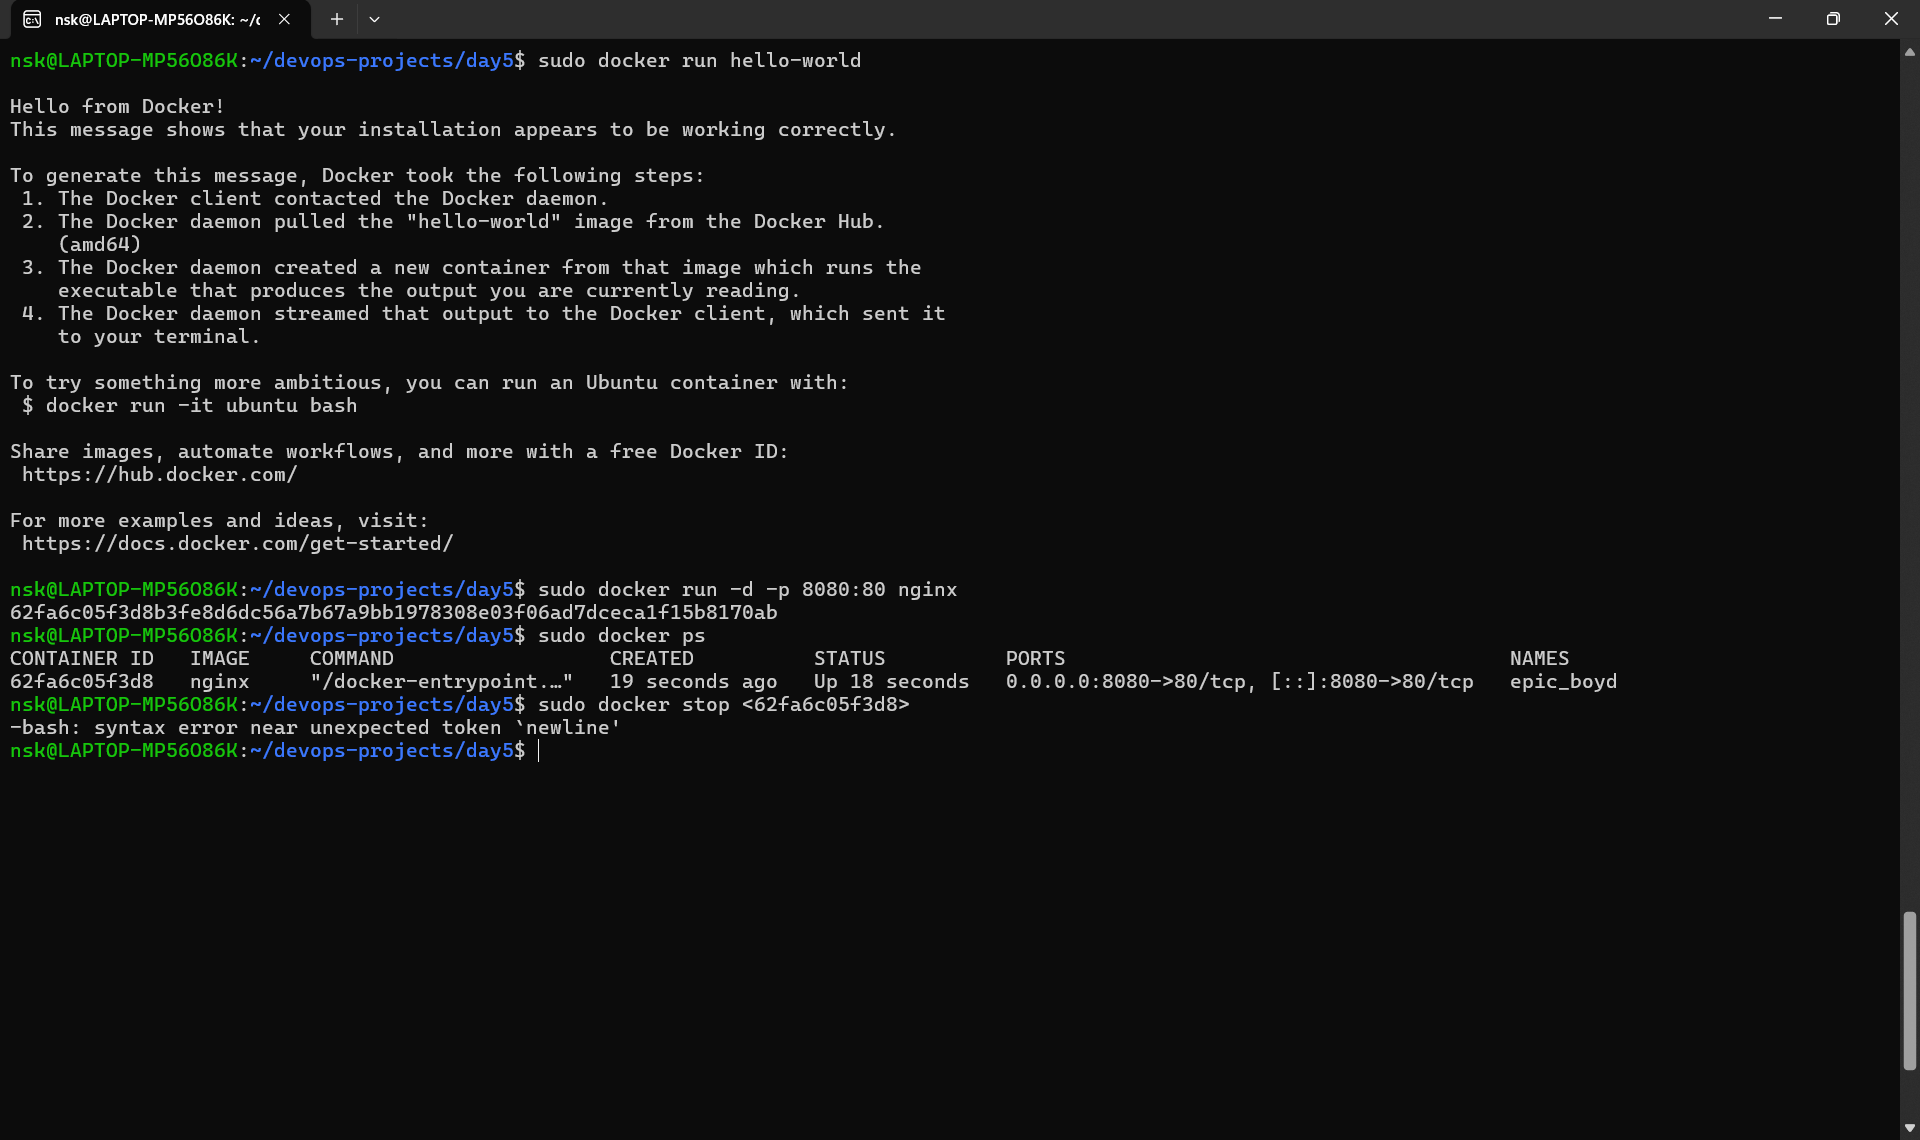 nsk@LAPTOP-MP56O86K: ~/c
nsk@LAPTOP-MP56O86K:~/devops-projects/day5$ sudo docker run hello-world
Hello from Docker!
This message shows that your installation appears to be working correctly.
To generate this message, Docker took the following steps:
 1. The Docker client contacted the Docker daemon.
 2. The Docker daemon pulled the "hello-world" image from the Docker Hub.
    (amd64)
 3. The Docker daemon created a new container from that image which runs the
    executable that produces the output you are currently reading.
 4. The Docker daemon streamed that output to the Docker client, which sent it
    to your terminal.
To try something more ambitious, you can run an Ubuntu container with:
 $ docker run -it ubuntu bash
Share images, automate workflows, and more with a free Docker ID:
 https://hub.docker.com/
For more examples and ideas, visit:
 https://docs.docker.com/get-started/
nsk@LAPTOP-MP56O86K:~/devops-projects/day5$ sudo docker run -d -p 8080:80 nginx
62fa6c05f3d8b3fe8d6dc56a7b67a9bb1978308e03f06ad7dceca1f15b8170ab
nsk@LAPTOP-MP56O86K:~/devops-projects/day5$ sudo docker ps
CONTAINER ID   IMAGE     COMMAND                  CREATED          STATUS          PORTS                                     NAMES
62fa6c05f3d8   nginx     "/docker-entrypoint.…"   19 seconds ago   Up 18 seconds   0.0.0.0:8080->80/tcp, [::]:8080->80/tcp   epic_boyd
nsk@LAPTOP-MP56O86K:~/devops-projects/day5$ sudo docker stop <62fa6c05f3d8>
-bash: syntax error near unexpected token `newline'
nsk@LAPTOP-MP56O86K:~/devops-projects/day5$